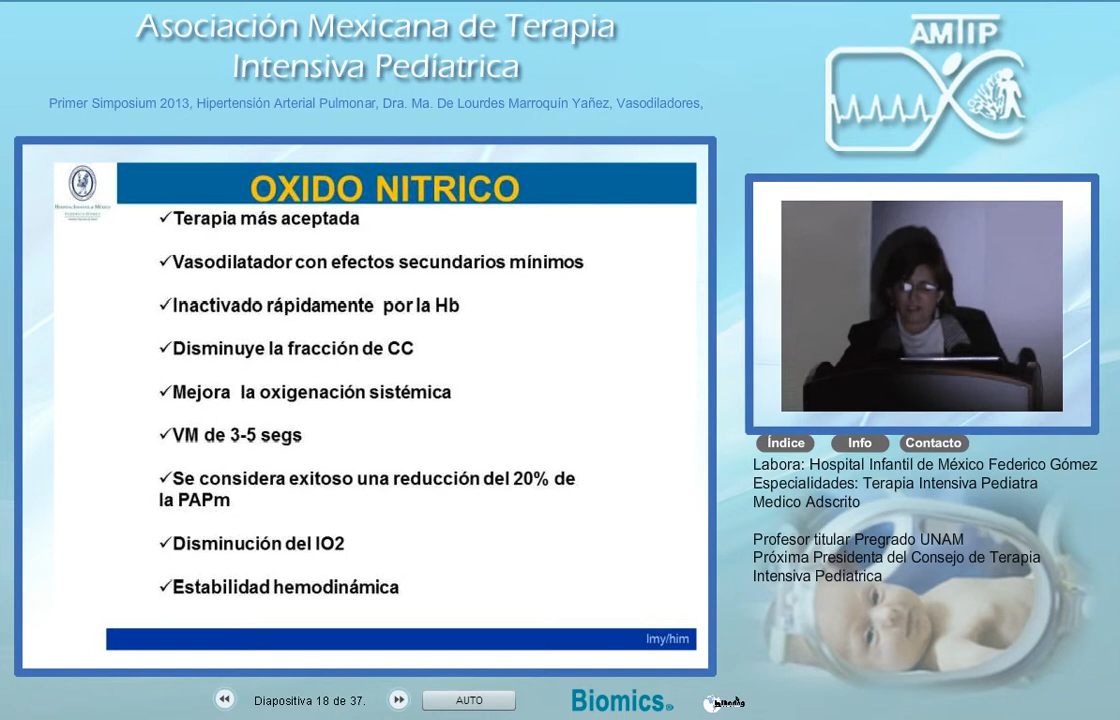 Asociación Mexicana de Terapia
Intensiva Pedíatrica
AMTIP
Primer Simposium 2013, Hipertensión Arterial Pulmonar, Dra. Ma. De Lourdes Marroquín Yañez, Vasodiladores,
OXIDO NITRICO
✓Terapia más aceptada
✓Vasodilatador con efectos secundarios mínimos
✓Inactivado rápidamente por la Hb
✓Disminuye la fracción de CC
✓Mejora la oxigenación sistémica
✓VM de 3-5 segs
✓Se considera exitoso una reducción del 20% de
la PAPm
✓Disminución del IO2
✓Estabilidad hemodinámica
lmy/him
Índice Info Contacto
Labora: Hospital Infantil de México Federico Gómez
Especialidades: Terapia Intensiva Pediatra
Medico Adscrito
Profesor titular Pregrado UNAM
Próxima Presidenta del Consejo de Terapia
Intensiva Pediatrica
Diapositiva 18 de 37.
AUTO
Biomics®